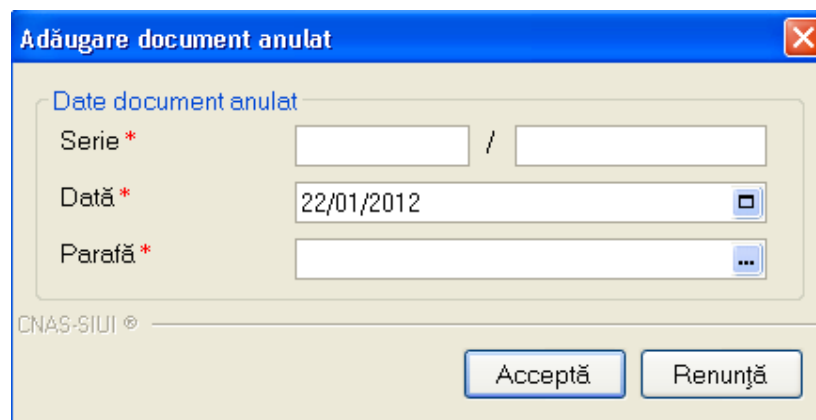 Adăugare document anulat
Date document anulat
Serie * /
Dată * 22/01/2012
Parafă * ...
CNAS-SIUI ®
Acceptă Renunţă